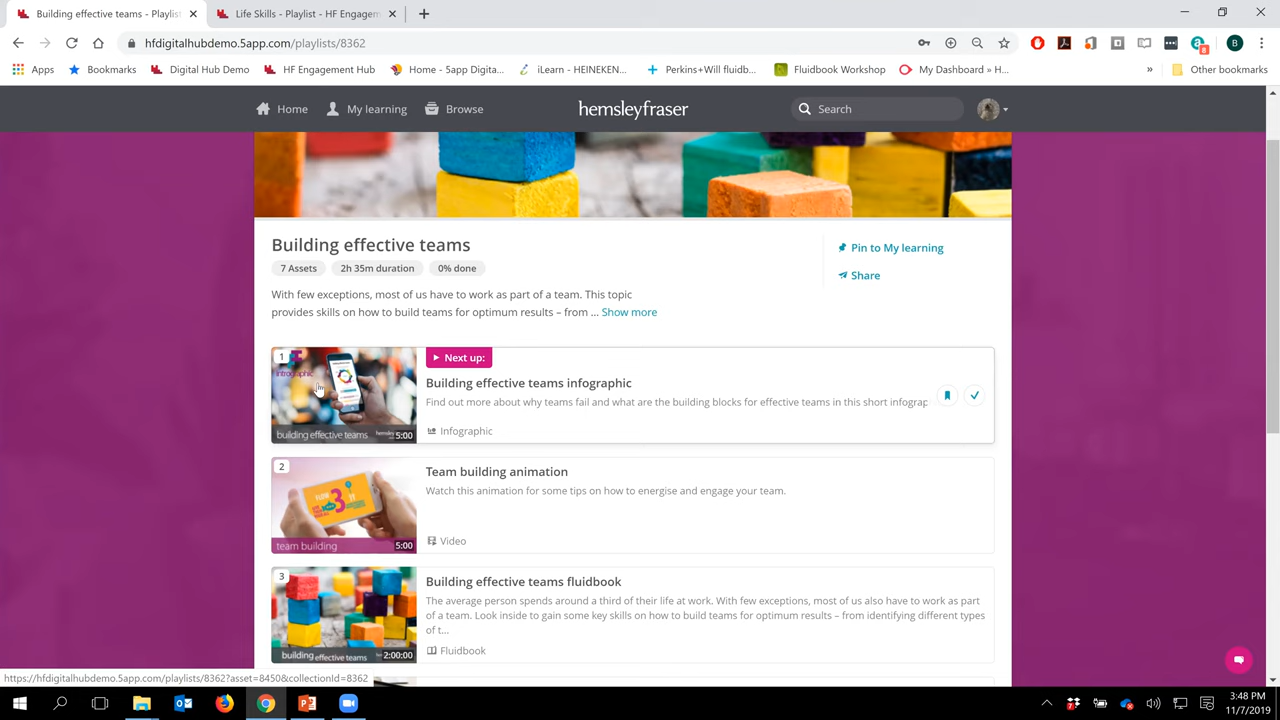 Building effective teams - Playlist
Life Skills - Playlist - HF Engagem
hfdigitalhubdemo.5app.com/playlists/8362
8
B
Apps
Bookmarks
Digital Hub Demo
HF Engagement Hub
Home - 5app Digita...
iLearn - HEINEKEN...
Perkins+Will fluidb...
Fluidbook Workshop
My Dashboard » H...
»
Other bookmarks
Home
My learning
Browse
hemsleyfraser
Search
Building effective teams
7 Assets
2h 35m duration
0% done
Pin to My learning
Share
With few exceptions, most of us have to work as part of a team. This topic
provides skills on how to build teams for optimum results – from ... Show more
1
infographic
building effective teams
5:00
Next up:
Building effective teams infographic
Find out more about why teams fail and what are the building blocks for effective teams in this short infograp
Infographic
2
team building
5:00
Team building animation
Watch this animation for some tips on how to energise and engage your team.
Video
3
building effective teams
2:00:00
Building effective teams fluidbook
The average person spends around a third of their life at work. With few exceptions, most of us also have to work as part
of a team. Look inside to gain some key skills on how to build teams for optimum results – from identifying different types
of t...
Fluidbook
https://hfdigitalhubdemo.5app.com/playlists/8362?asset=8450&collectionId=8362
3:48 PM
11/7/2019